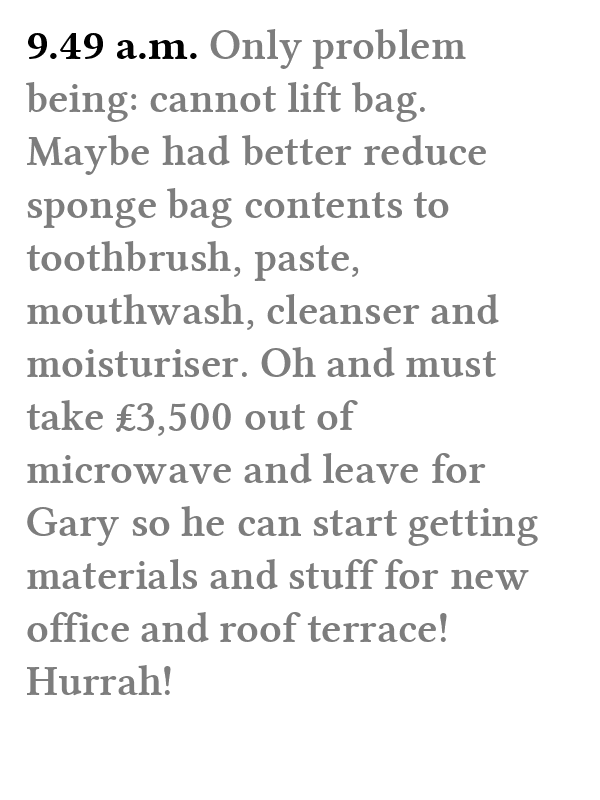 9.49 a.m. Only problem
being: cannot lift bag.
Maybe had better reduce
sponge bag contents to
toothbrush, paste,
mouthwash, cleanser and
moisturiser. Oh and must
take £3,500 out of
microwave and leave for
Gary so he can start getting
materials and stuff for new
office and roof terrace!
Hurrah!